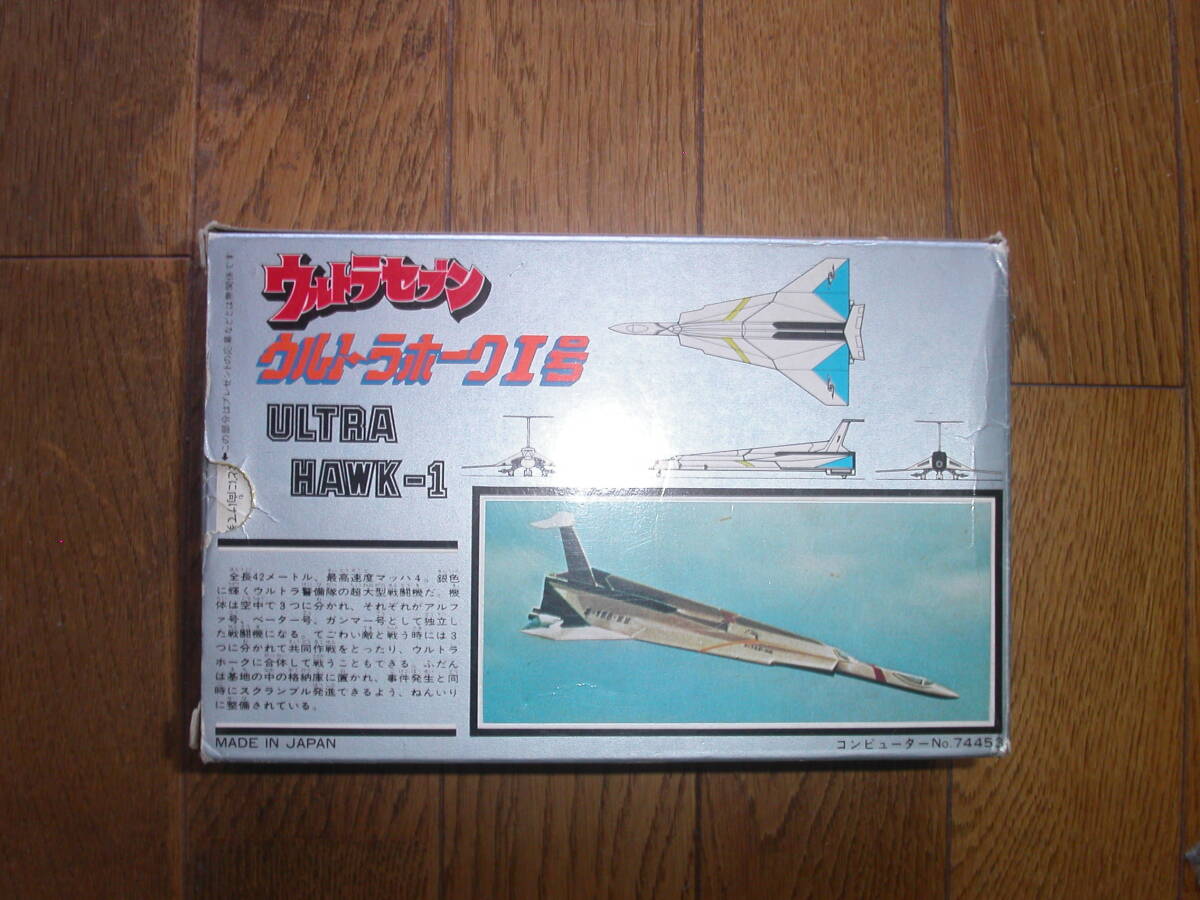 ウルトラセブン
ウルトラホークI号
ULTRA
HAWK-1
どに向けてき
全長42メートル、最高速度マッハ4。銀色
に輝くウルトラ警備隊の超大型戦闘機だ。機
体は空中で3つに分かれ、それぞれがアルフ
ァ号、ベーター号、ガンマー号として独立し
た戦闘機になる。てごわい敵と戦う時には3
つに分かれて共同作戦をとったり、ウルトラ
ホークに合体して戦うこともできる。ふだん
は基地の中の格納庫に置かれ、事件発生と同
時にスクランブル発進できるよう、ねんいり
に整備されている。
MADE IN JAPAN
コンピューターNo.74453